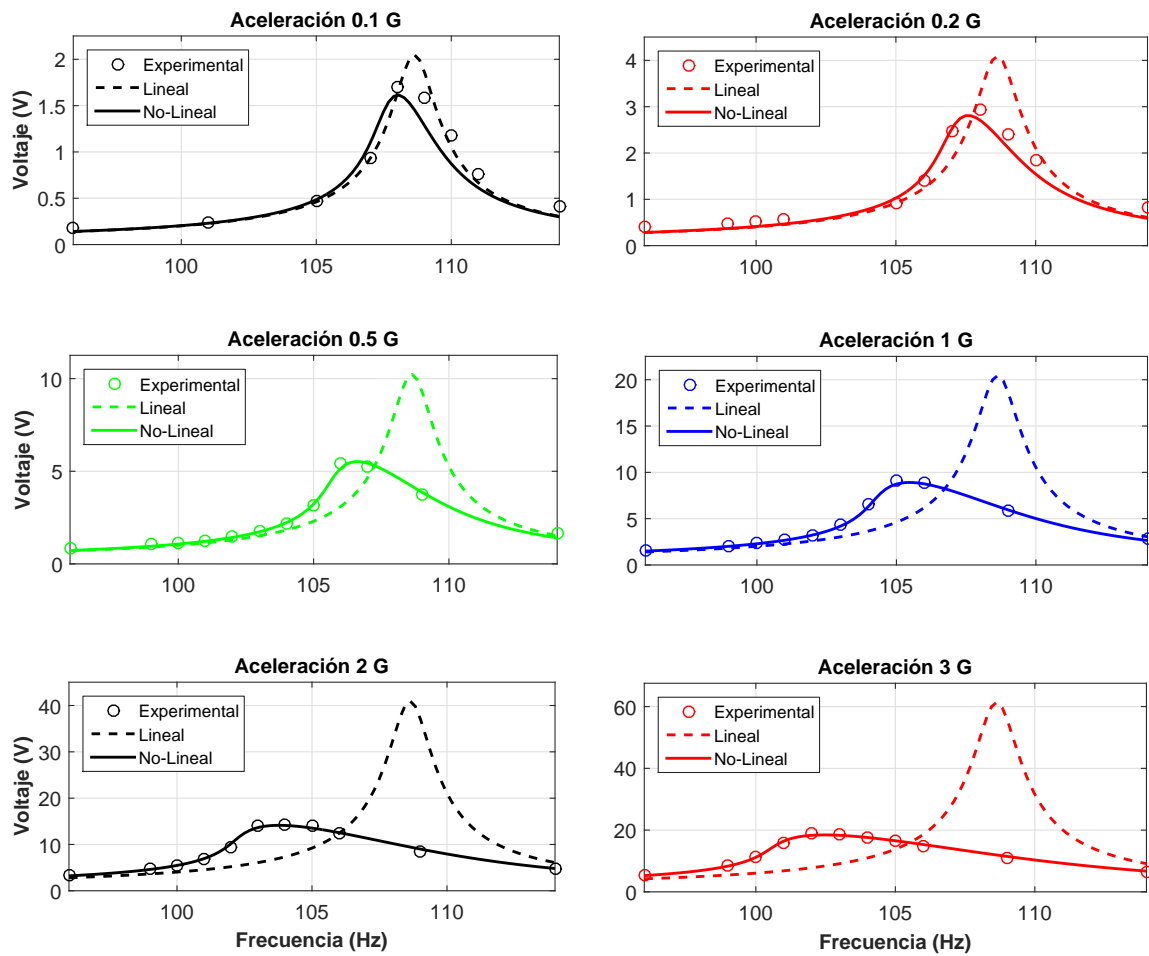 Aceleración 0.1 G
Voltaje (V)
2
1.5
1
0.5
0
100
105
110
Experimental
Lineal
No-Lineal
Aceleración 0.2 G
4
3
2
1
0
100
105
110
Experimental
Lineal
No-Lineal
Aceleración 0.5 G
Voltaje (V)
10
5
0
100
105
110
Experimental
Lineal
No-Lineal
Aceleración 1 G
20
15
10
5
0
100
105
110
Experimental
Lineal
No-Lineal
Aceleración 2 G
Voltaje (V)
40
30
20
10
0
100
105
110
Frecuencia (Hz)
Experimental
Lineal
No-Lineal
Aceleración 3 G
60
40
20
0
100
105
110
Frecuencia (Hz)
Experimental
Lineal
No-Lineal